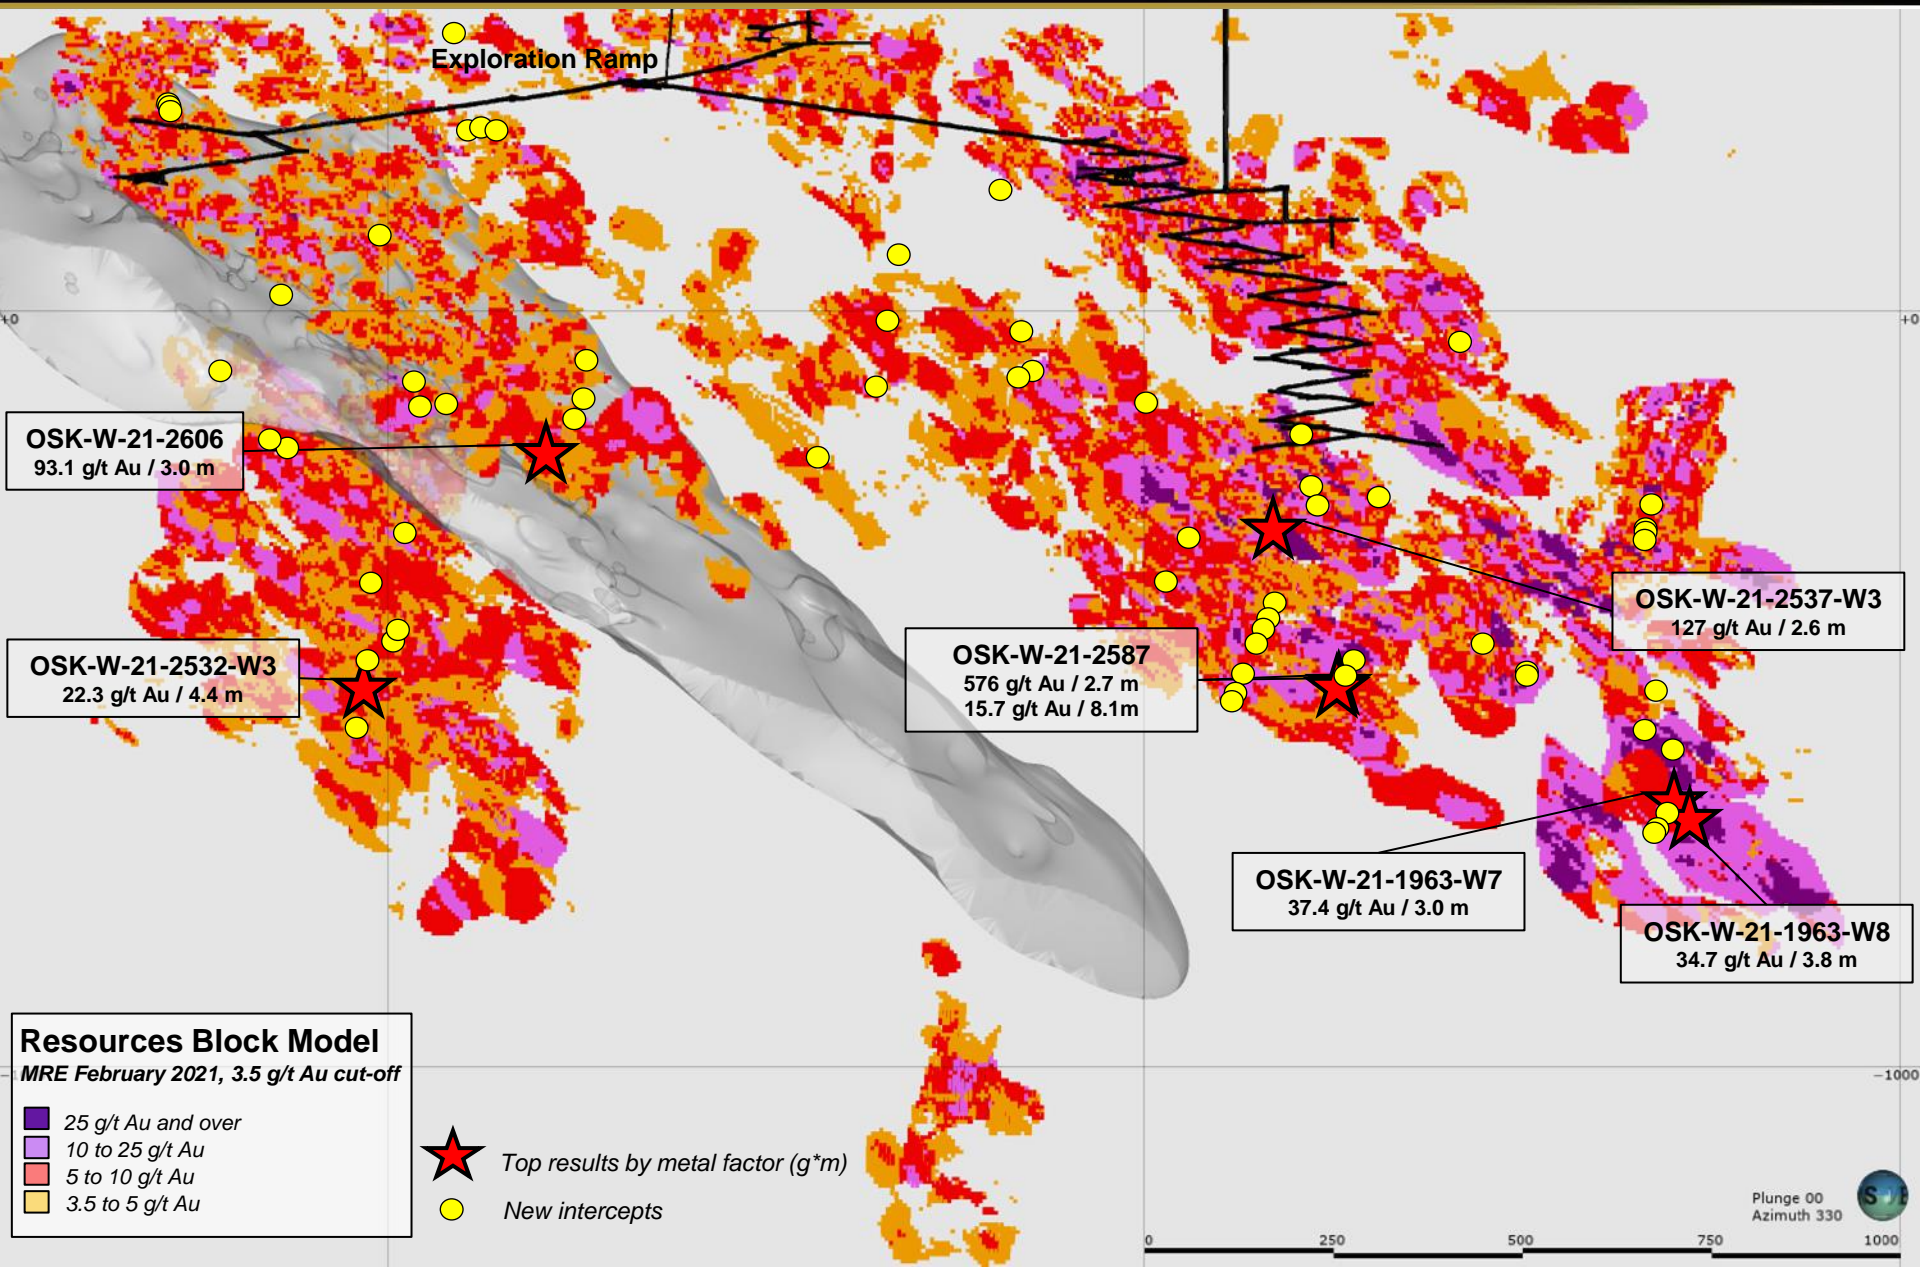 Exploration Ramp
+0
+0
OSK-W-21-2606
93.1 g/t Au / 3.0 m
OSK-W-21-2537-W3
127 g/t Au / 2.6 m
OSK-W-21-2532-W3
22.3 g/t Au / 4.4 m
OSK-W-21-2587
576 g/t Au / 2.7 m
15.7 g/t Au / 8.1m
OSK-W-21-1963-W7
37.4 g/t Au / 3.0 m
OSK-W-21-1963-W8
34.7 g/t Au / 3.8 m
Resources Block Model
MRE February 2021, 3.5 g/t Au cut-off
25 g/t Au and over
10 to 25 g/t Au
5 to 10 g/t Au
3.5 to 5 g/t Au
Top results by metal factor (g*m)
New intercepts
-1000
Plunge 00
Azimuth 330
S
0 250 500 750 1000